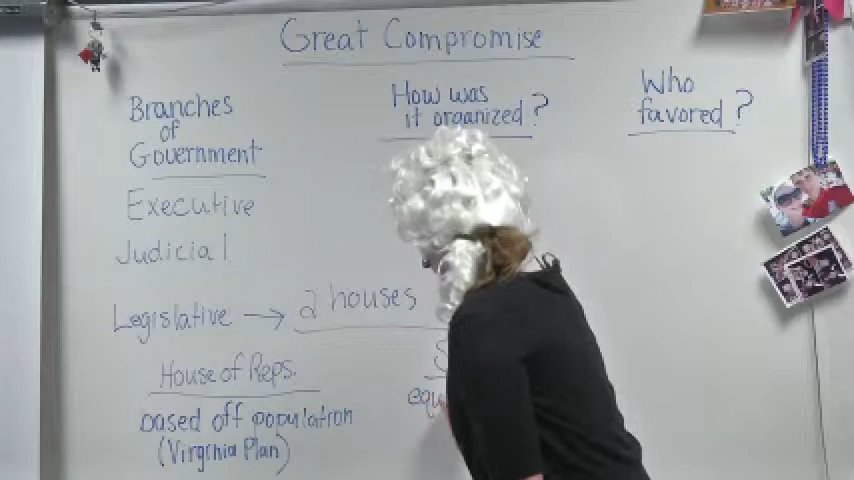 Great Compromise
Branches
of
Government
How was
it organized?
Who
favored?
Executive
Judicial
Legislative → 2 houses
House of Reps.
based off population
(Virginia Plan)